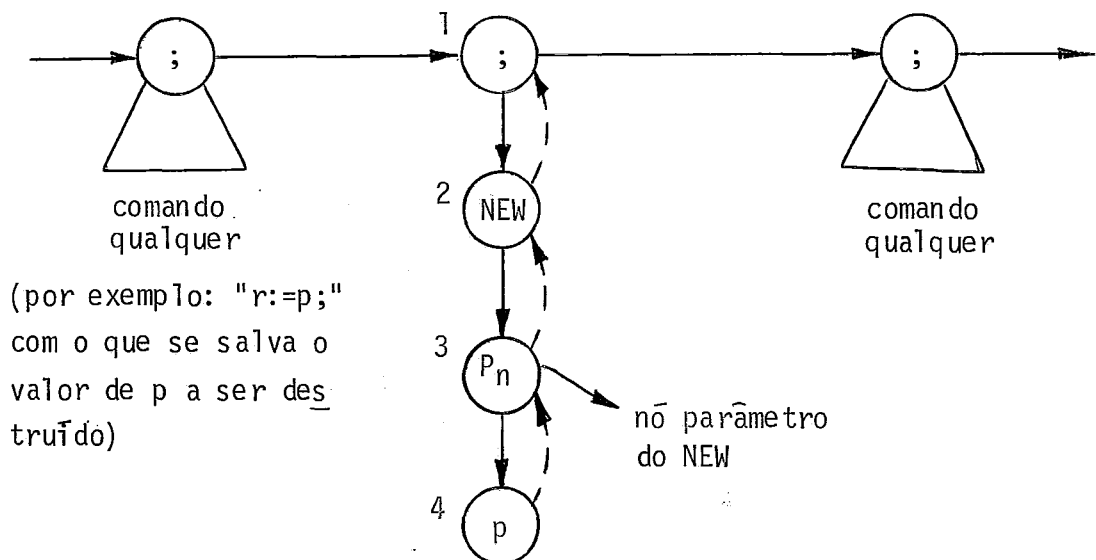 1
; ; ;
2
NEW
comando
qualquer
comando
qualquer
(por exemplo: "r:=p;"
com o que se salva o
valor de p a ser des
truído)
3
Pn
nó parâmetro
do NEW
4
p